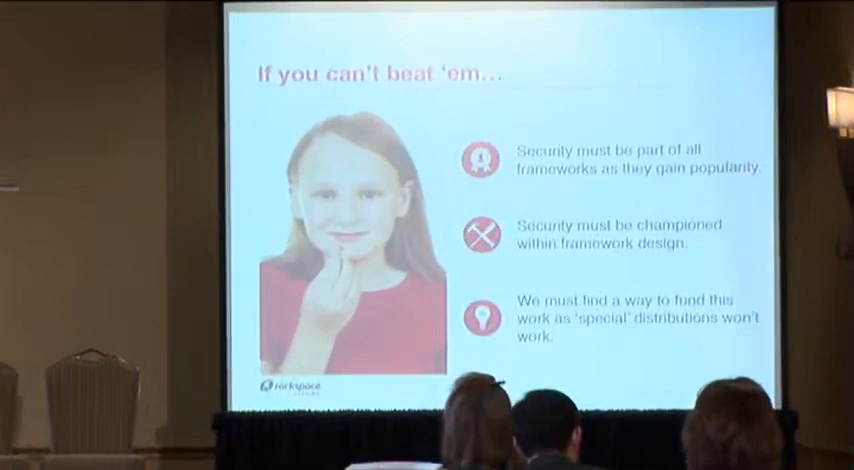 If you can't beat 'em...
Security must be part of all
frameworks as they gain popularity.
Security must be championed
within framework design.
We must find a way to fund this
work as 'special' distributions won't
work.
rackspace